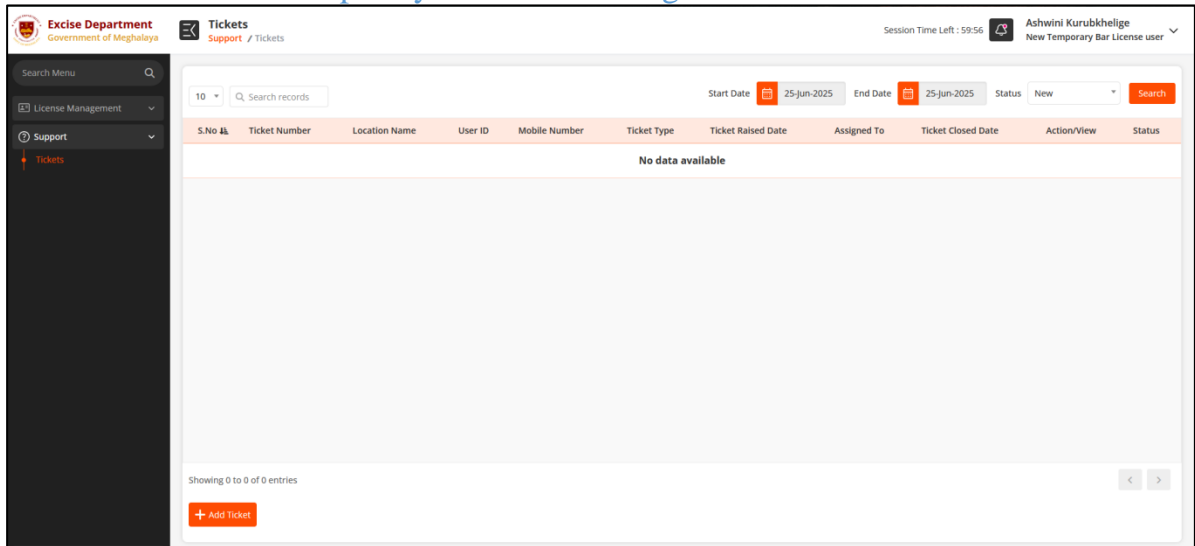 Excise Department
Government of Meghalaya
Tickets
Support / Tickets
Session Time Left : 59:56
Ashwini Kurubkhelige
New Temporary Bar License user
Search Menu
License Management
Support
Tickets
10 Search records Start Date 25-Jun-2025 End Date 25-Jun-2025 Status New Search
S.No Ticket Number Location Name User ID Mobile Number Ticket Type Ticket Raised Date Assigned To Ticket Closed Date Action/View Status
No data available
Showing 0 to 0 of 0 entries
< >
+ Add Ticket